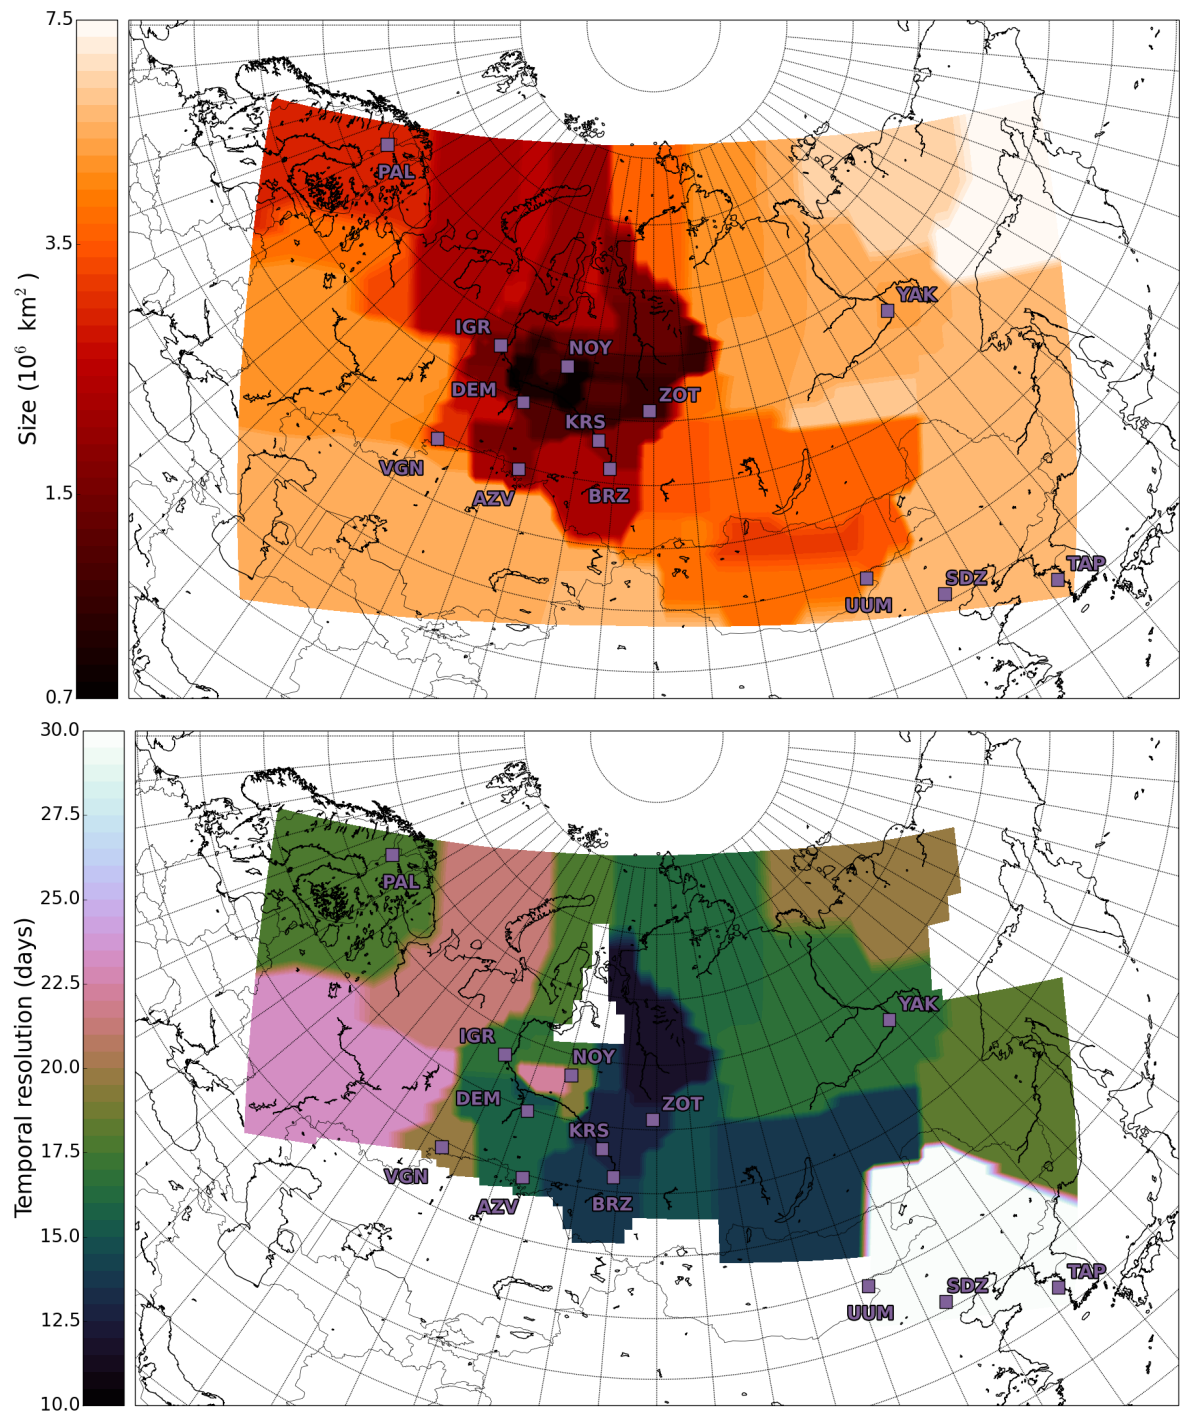 7.5
3.5
1.5
0.7
Size (10⁶ km²)
PAL
YAK
IGR
NOY
DEM
ZOT
KRS
VGN
AZV
BRZ
TAP
SDZ
UUM
30.0
27.5
25.0
22.5
20.0
17.5
15.0
12.5
10.0
Temporal resolution (days)
PAL
YAK
IGR
NOY
DEM
ZOT
KRS
VGN
AZV
BRZ
TAP
SDZ
UUM